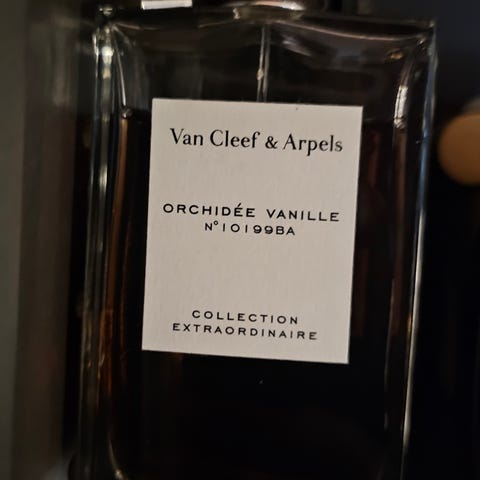 Van Cleef & Arpels
ORCHIDÉE VANILLE
N°10199BA
COLLECTION
EXTRAORDINAIRE